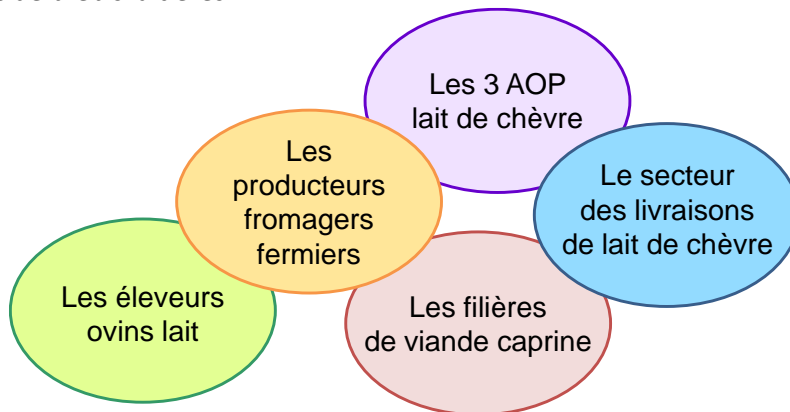 Les 3 AOP
lait de chèvre
Les
producteurs
fromagers
fermiers
Le secteur
des livraisons
de lait de chèvre
Les éleveurs
ovins lait
Les filières
de viande caprine